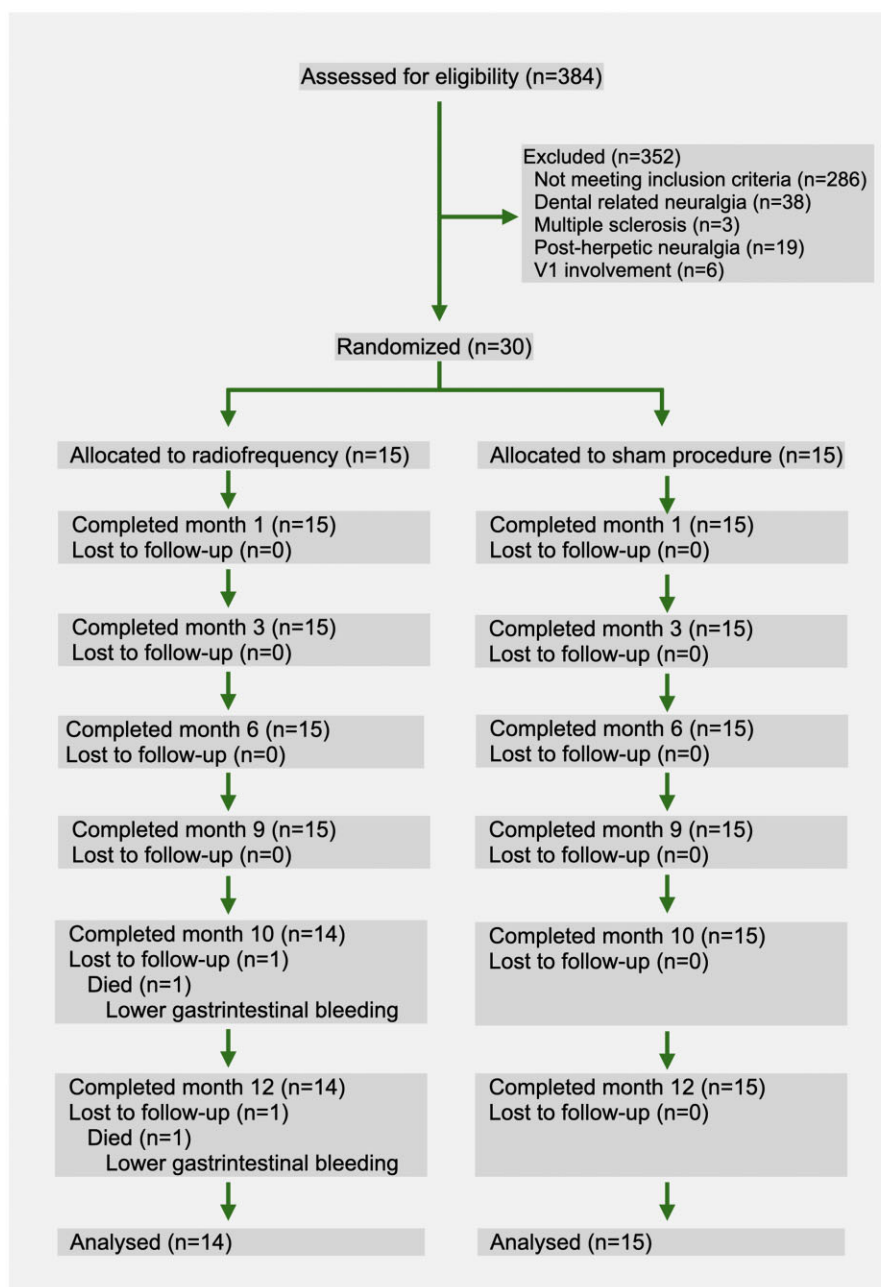 Assessed for eligibility (n=384)
Excluded (n=352)
Not meeting inclusion criteria (n=286)
Dental related neuralgia (n=38)
Multiple sclerosis (n=3)
Post-herpetic neuralgia (n=19)
V1 involvement (n=6)
Randomized (n=30)
Allocated to radiofrequency (n=15)
Completed month 1 (n=15)
Lost to follow-up (n=0)
Completed month 3 (n=15)
Lost to follow-up (n=0)
Completed month 6 (n=15)
Lost to follow-up (n=0)
Completed month 9 (n=15)
Lost to follow-up (n=0)
Completed month 10 (n=14)
Lost to follow-up (n=1)
Died (n=1)
Lower gastrintestinal bleeding
Completed month 12 (n=14)
Lost to follow-up (n=1)
Died (n=1)
Lower gastrintestinal bleeding
Analysed (n=14)
Allocated to sham procedure (n=15)
Completed month 1 (n=15)
Lost to follow-up (n=0)
Completed month 3 (n=15)
Lost to follow-up (n=0)
Completed month 6 (n=15)
Lost to follow-up (n=0)
Completed month 9 (n=15)
Lost to follow-up (n=0)
Completed month 10 (n=15)
Lost to follow-up (n=0)
Completed month 12 (n=15)
Lost to follow-up (n=0)
Analysed (n=15)